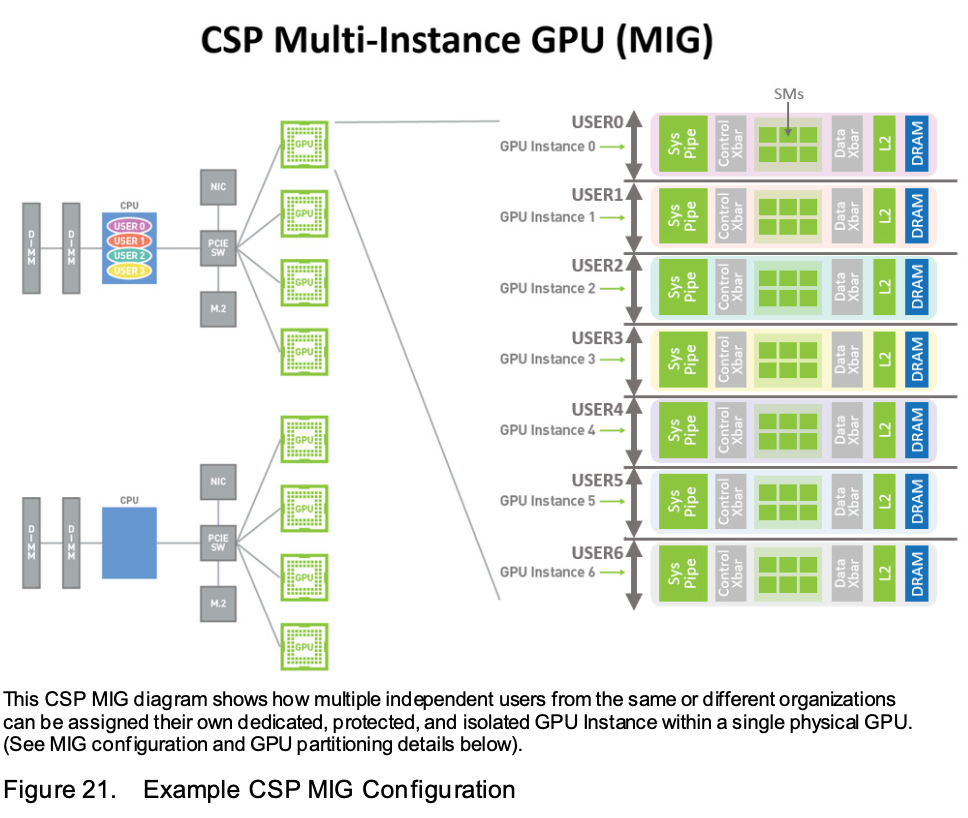 CSP Multi-Instance GPU (MIG)
DIMM
DIMM
CPU
USER 0
USER 1
USER 2
USER 3
NIC
PCIE
SW
M.2
GPU
GPU
GPU
GPU
DIMM
DIMM
CPU
NIC
PCIE
SW
M.2
GPU
GPU
GPU
GPU
SMs
USER0
GPU Instance 0
Sys
Pipe
Control
Xbar
Data
Xbar
L2
DRAM
USER1
GPU Instance 1
Sys
Pipe
Control
Xbar
Data
Xbar
L2
DRAM
USER2
GPU Instance 2
Sys
Pipe
Control
Xbar
Data
Xbar
L2
DRAM
USER3
GPU Instance 3
Sys
Pipe
Control
Xbar
Data
Xbar
L2
DRAM
USER4
GPU Instance 4
Sys
Pipe
Control
Xbar
Data
Xbar
L2
DRAM
USER5
GPU Instance 5
Sys
Pipe
Control
Xbar
Data
Xbar
L2
DRAM
USER6
GPU Instance 6
Sys
Pipe
Control
Xbar
Data
Xbar
L2
DRAM
This CSP MIG diagram shows how multiple independent users from the same or different organizations
can be assigned their own dedicated, protected, and isolated GPU Instance within a single physical GPU.
(See MIG configuration and GPU partitioning details below).
Figure 21. Example CSP MIG Configuration